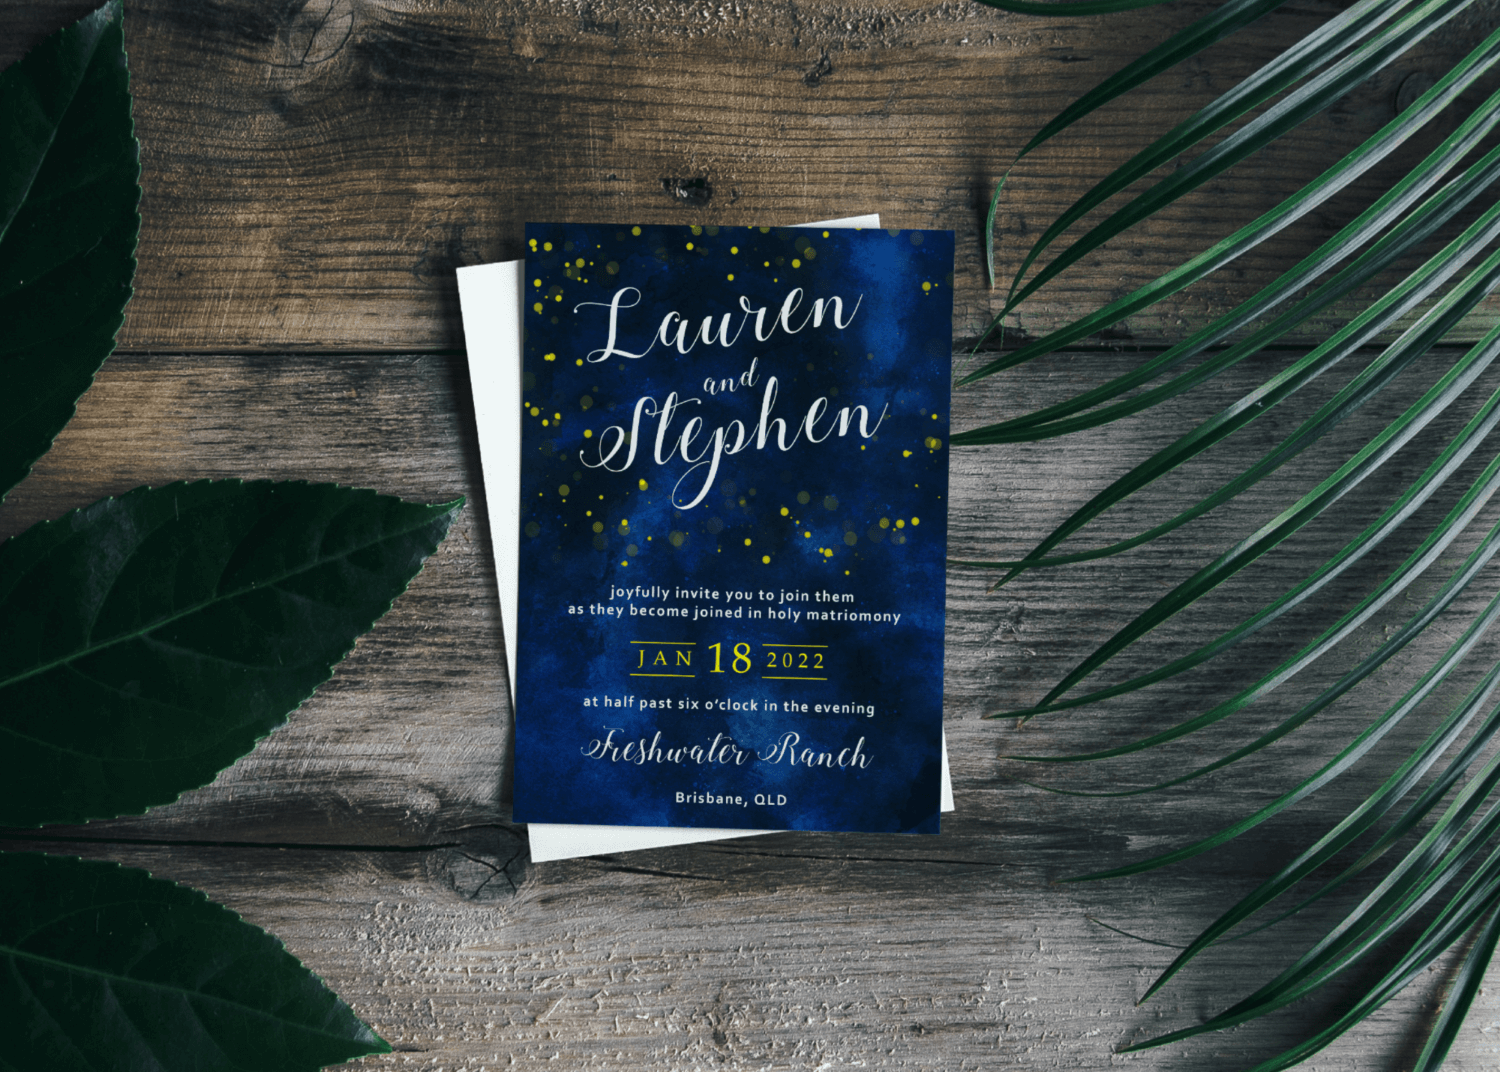 Lauren
and
Stephen
joyfully invite you to join them
as they become joined in holy matriomony
JAN 18 2022
at half past six o'clock in the evening
Freshwater Ranch
Brisbane, QLD